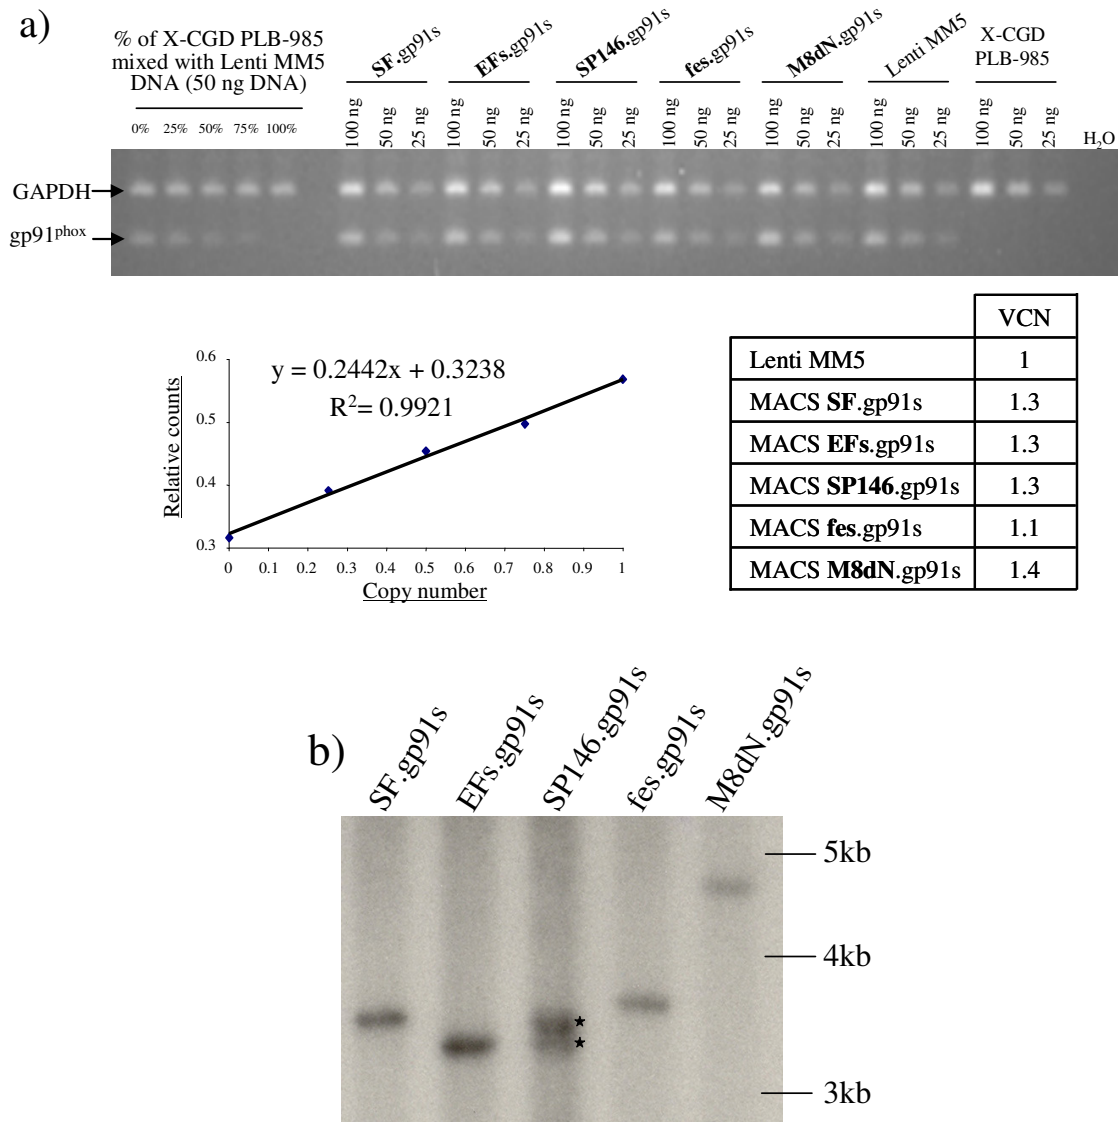 a)
% of X-CGD PLB-985
mixed with Lenti MM5
DNA (50 ng DNA)
0% 25% 50% 75% 100%
SF.gp91s
EFs.gp91s
SP146.gp91s
fes.gp91s
M8dN.gp91s
Lenti MM5
X-CGD
PLB-985
100 ng 50 ng 25 ng 100 ng 50 ng 25 ng 100 ng 50 ng 25 ng 100 ng 50 ng 25 ng 100 ng 50 ng 25 ng 100 ng 50 ng 25 ng 100 ng 50 ng 25 ng
H₂O
GAPDH
gp91ᵖʰᵒˣ
y = 0.2442x + 0.3238
R² = 0.9921
Relative counts
0.6
0.5
0.4
0.3
0 0.1 0.2 0.3 0.4 0.5 0.6 0.7 0.8 0.9 1
Copy number
VCN
Lenti MM5 1
MACS SF.gp91s 1.3
MACS EFs.gp91s 1.3
MACS SP146.gp91s 1.3
MACS fes.gp91s 1.1
MACS M8dN.gp91s 1.4
b)
SF.gp91s
EFs.gp91s
SP146.gp91s
fes.gp91s
M8dN.gp91s
5kb
4kb
3kb